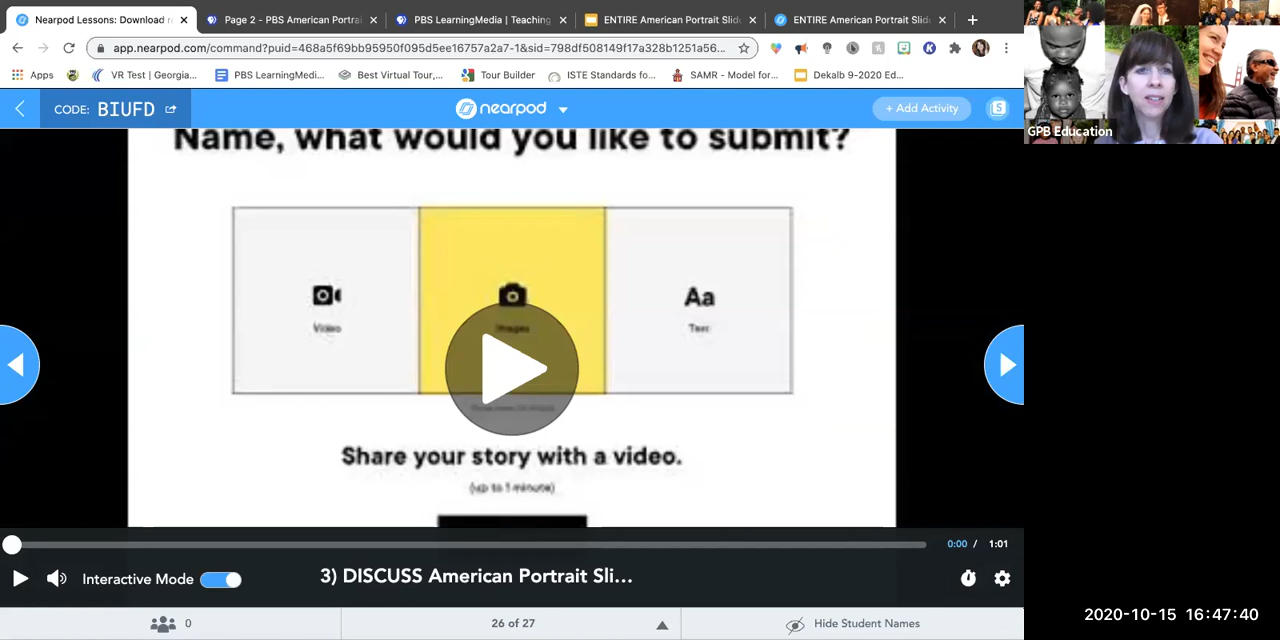 Nearpod Lessons: Download r
Page 2 - PBS American Portrai
PBS LearningMedia | Teaching
ENTIRE American Portrait Slid
ENTIRE American Portrait Slid
app.nearpod.com/command?puid=468a5f69bb95950f095d5ee16757a2a7-1&sid=798df508149f17a328b1251a56...
Apps
VR Test | Georgia...
PBS LearningMedi...
Best Virtual Tour,...
Tour Builder
ISTE Standards fo...
SAMR - Model for...
Dekalb 9-2020 Ed...
CODE: BIUFD
nearpod
+ Add Activity
S
GPB Education
Name, what would you like to submit?
Video
Images
Aa
Text
Share your story with a video.
(up to 1 minute)
0:00 / 1:01
Interactive Mode
3) DISCUSS American Portrait Sli...
0
26 of 27
Hide Student Names
2020-10-15 16:47:40